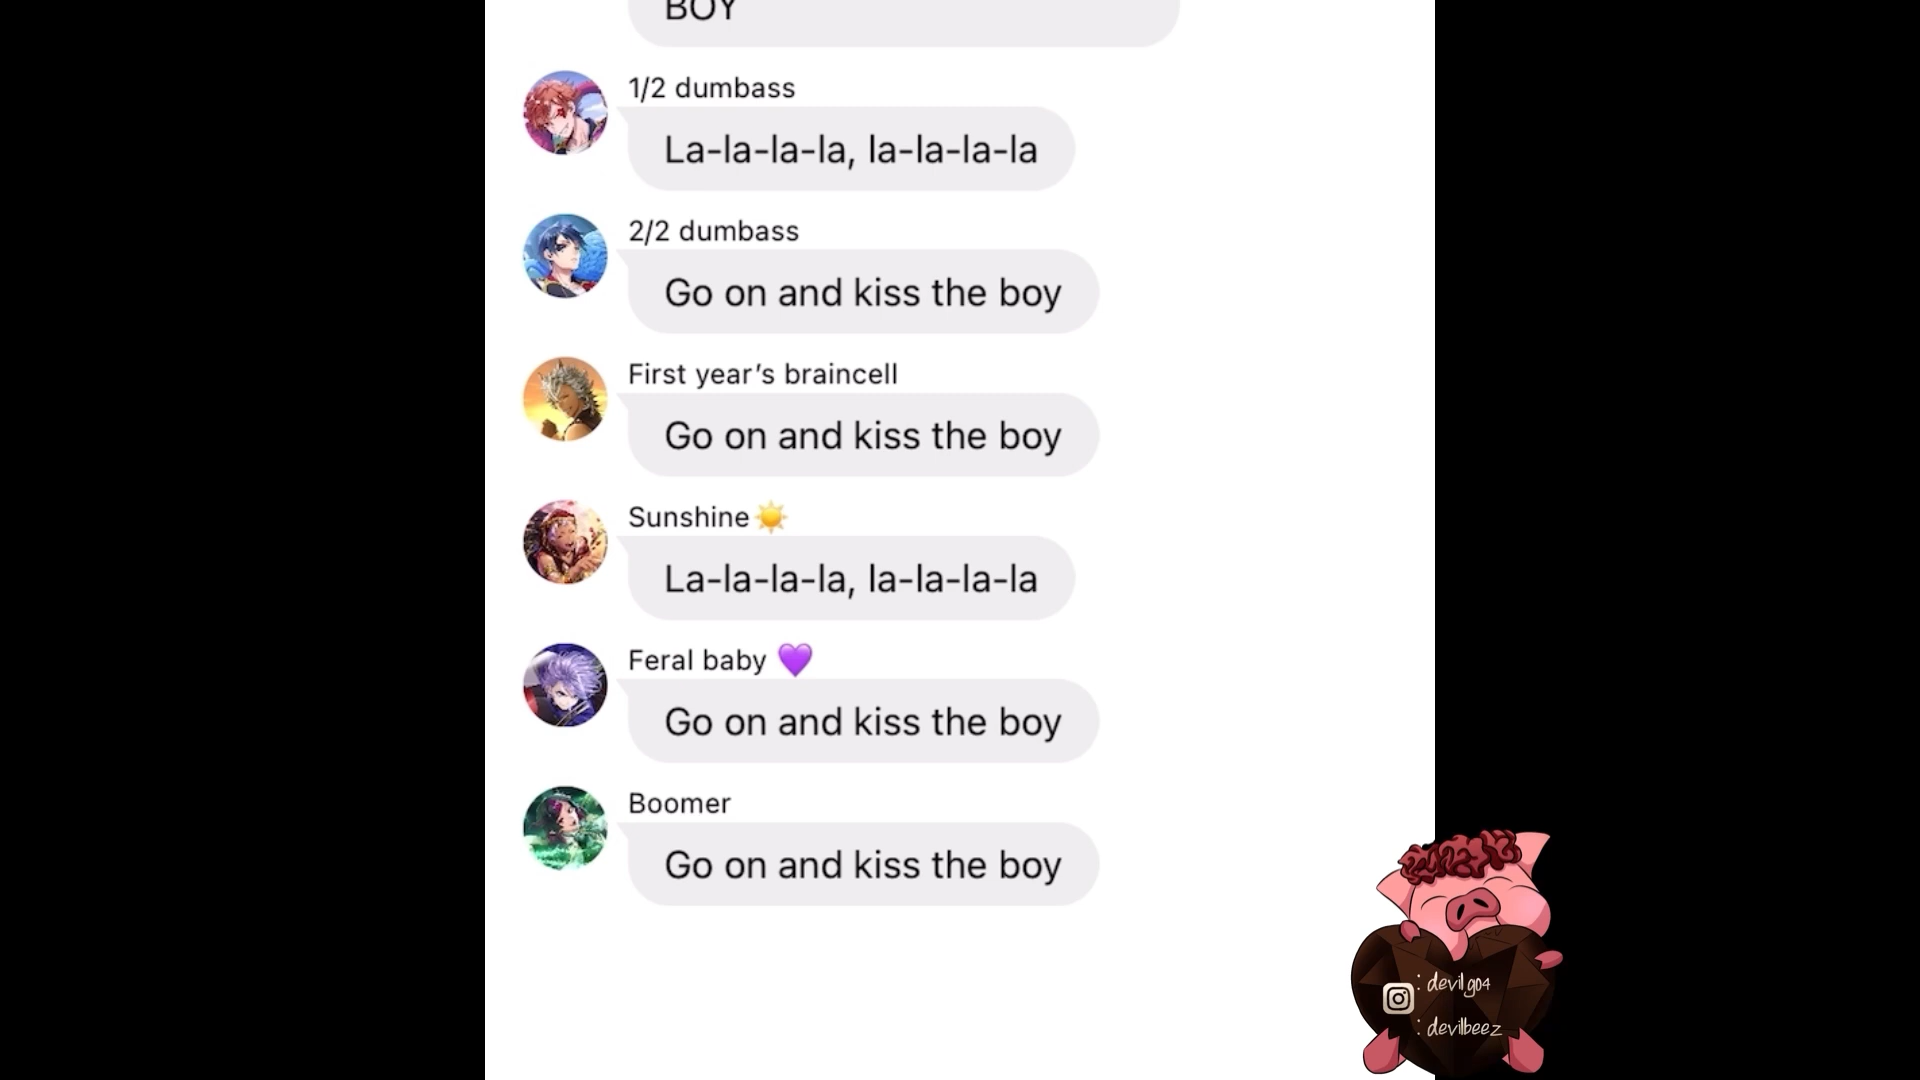 BOY
1/2 dumbass
La-la-la-la, la-la-la-la
2/2 dumbass
Go on and kiss the boy
First year’s braincell
Go on and kiss the boy
Sunshine☀️
La-la-la-la, la-la-la-la
Feral baby 💜
Go on and kiss the boy
Boomer
Go on and kiss the boy
: devilg04
: devilbeez